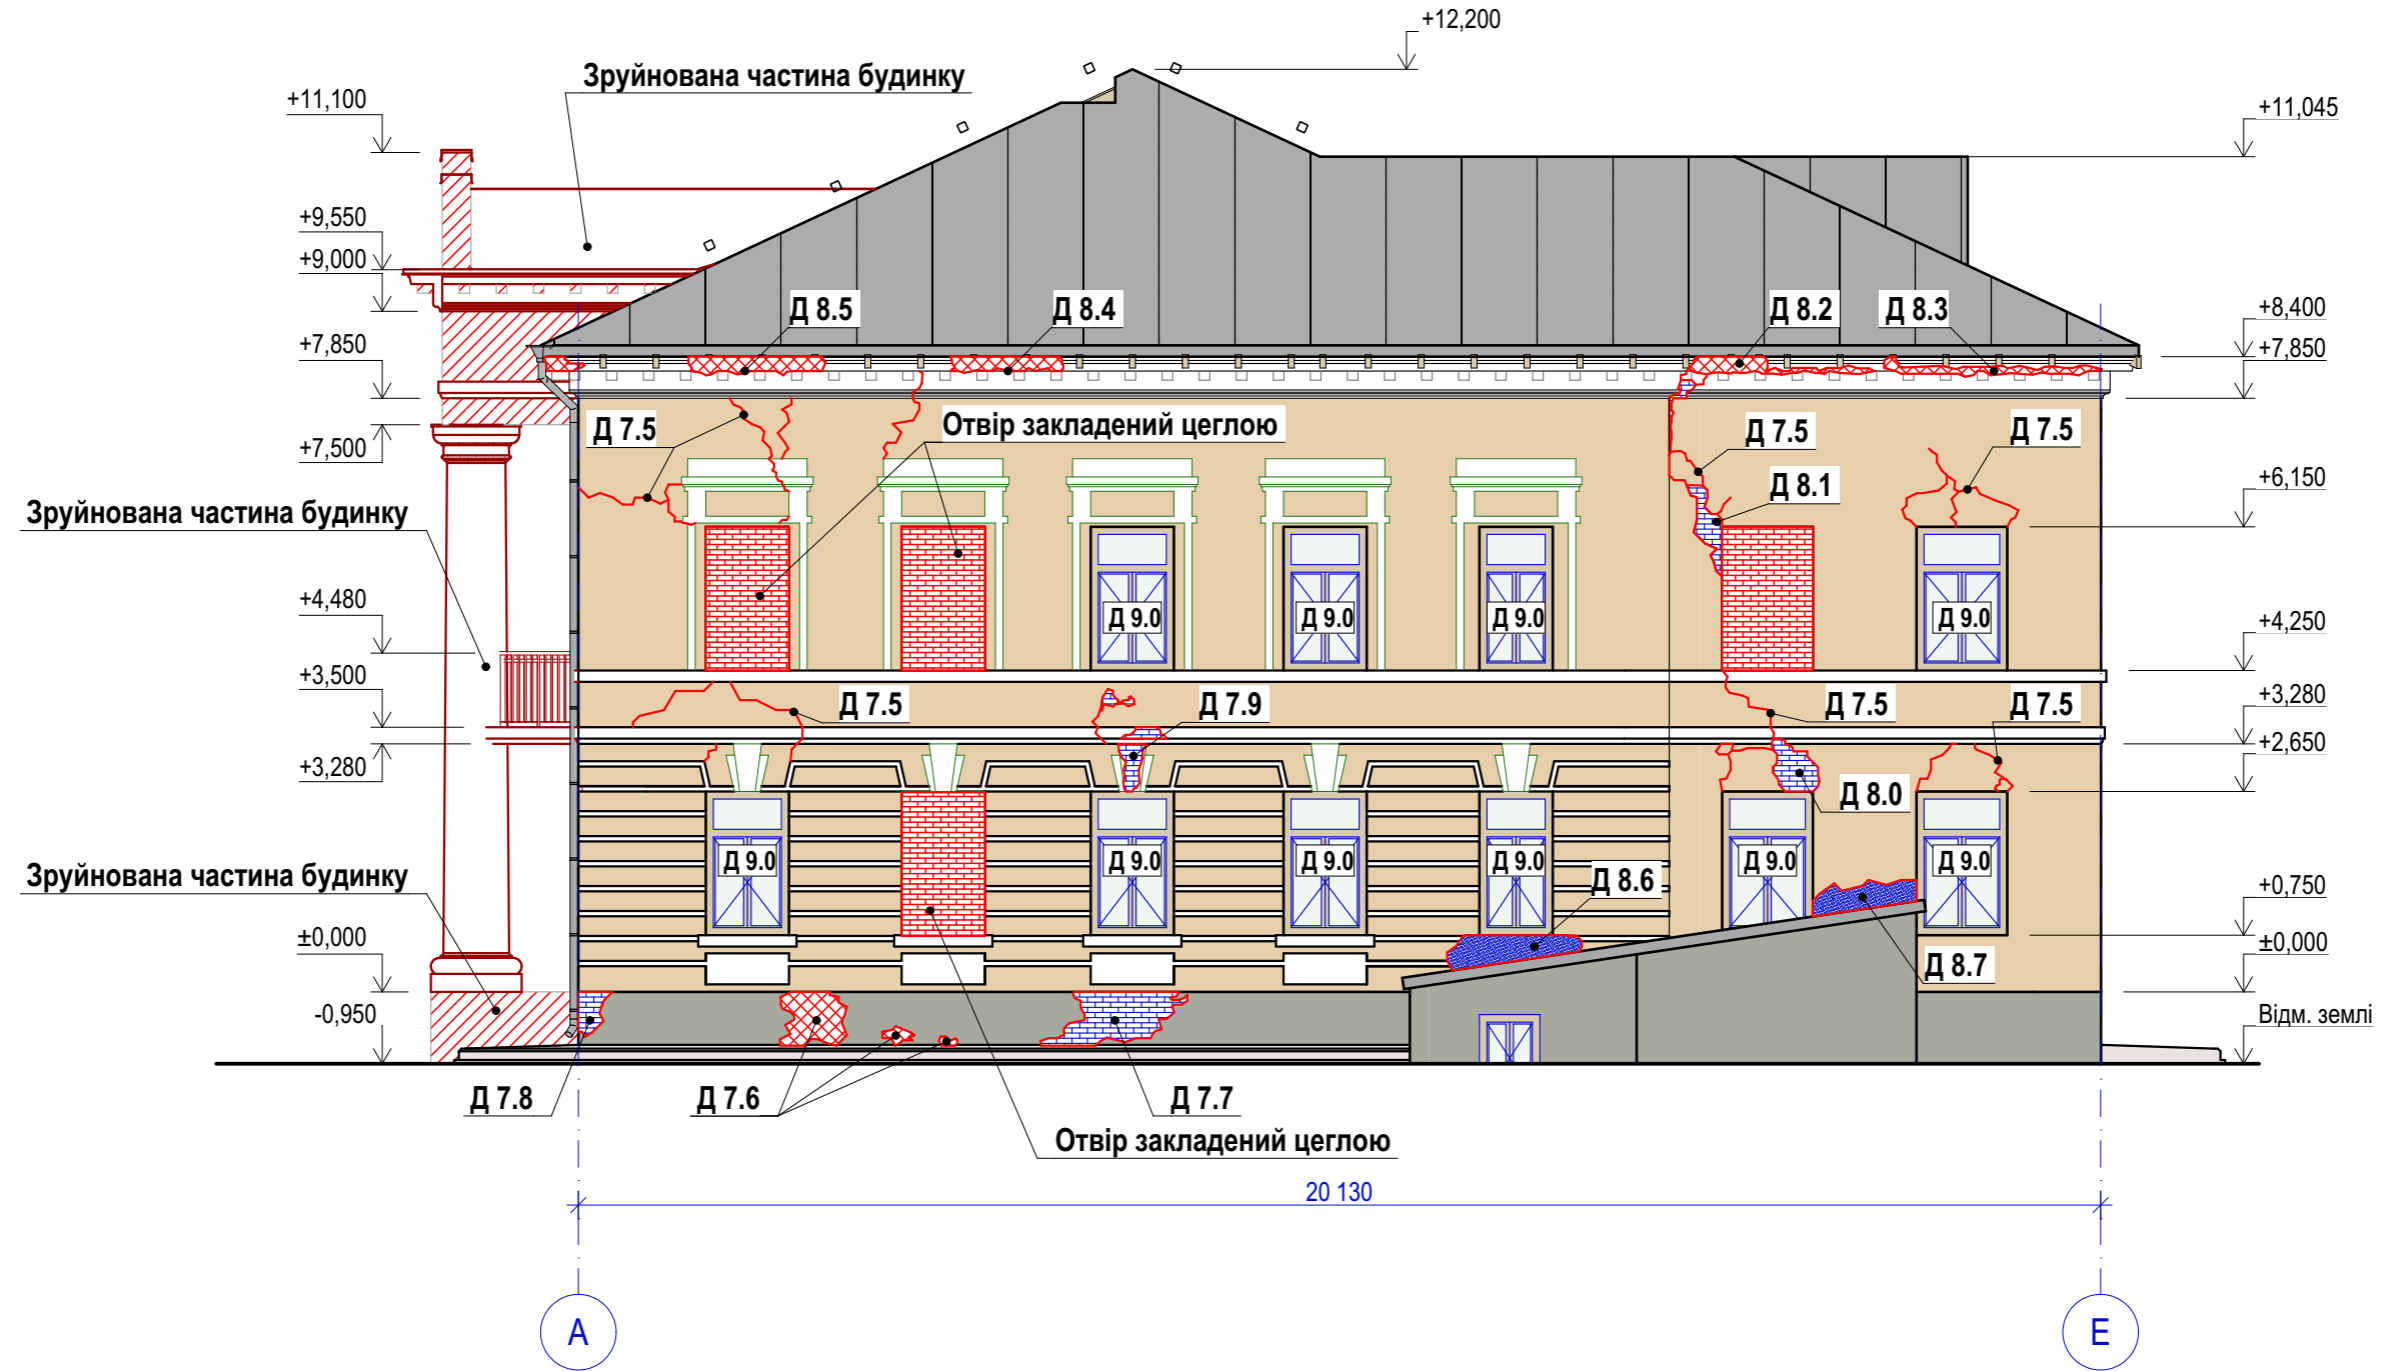 +12,200
Зруйнована частина будинку
+11,100
+11,045
+9,550
+9,000
Д 8.5
Д 8.4
Д 8.2
Д 8.3
+8,400
+7,850
+7,850
Д 7.5
Отвір закладений цеглою
Д 7.5
Д 7.5
+7,500
+6,150
Д 8.1
Зруйнована частина будинку
+4,480
Д 9.0
Д 9.0
Д 9.0
Д 9.0
+4,250
+3,500
Д 7.5
Д 7.9
Д 7.5
Д 7.5
+3,280
+2,650
+3,280
Д 8.0
Зруйнована частина будинку
Д 9.0
Д 9.0
Д 9.0
Д 9.0
Д 9.0
Д 9.0
Д 8.6
+0,750
±0,000
±0,000
Д 8.7
-0,950
Відм. землі
Д 7.8
Д 7.6
Д 7.7
Отвір закладений цеглою
20 130
А
Е